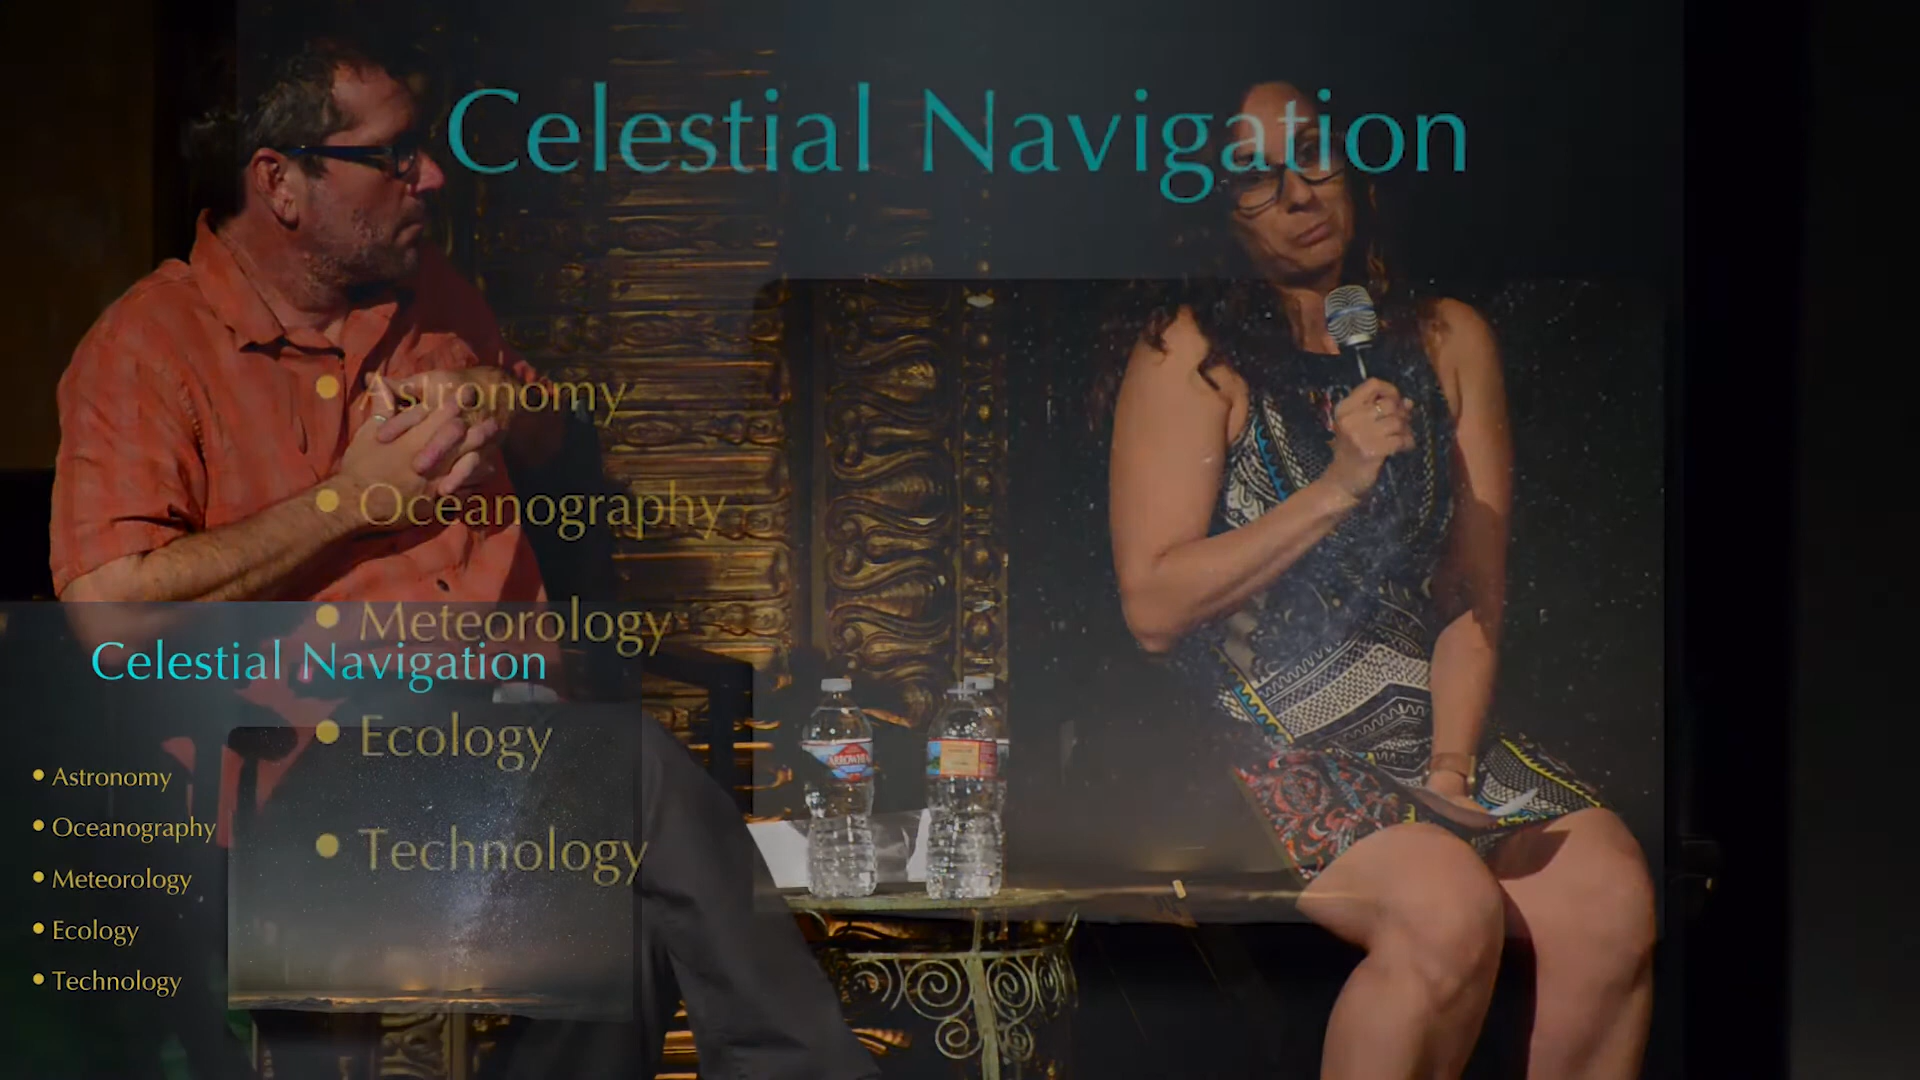 Celestial Navigation
• Astronomy
• Oceanography
• Meteorology
• Ecology
• Technology
Celestial Navigation
• Astronomy
• Oceanography
• Meteorology
• Ecology
• Technology
ARROWHEAD